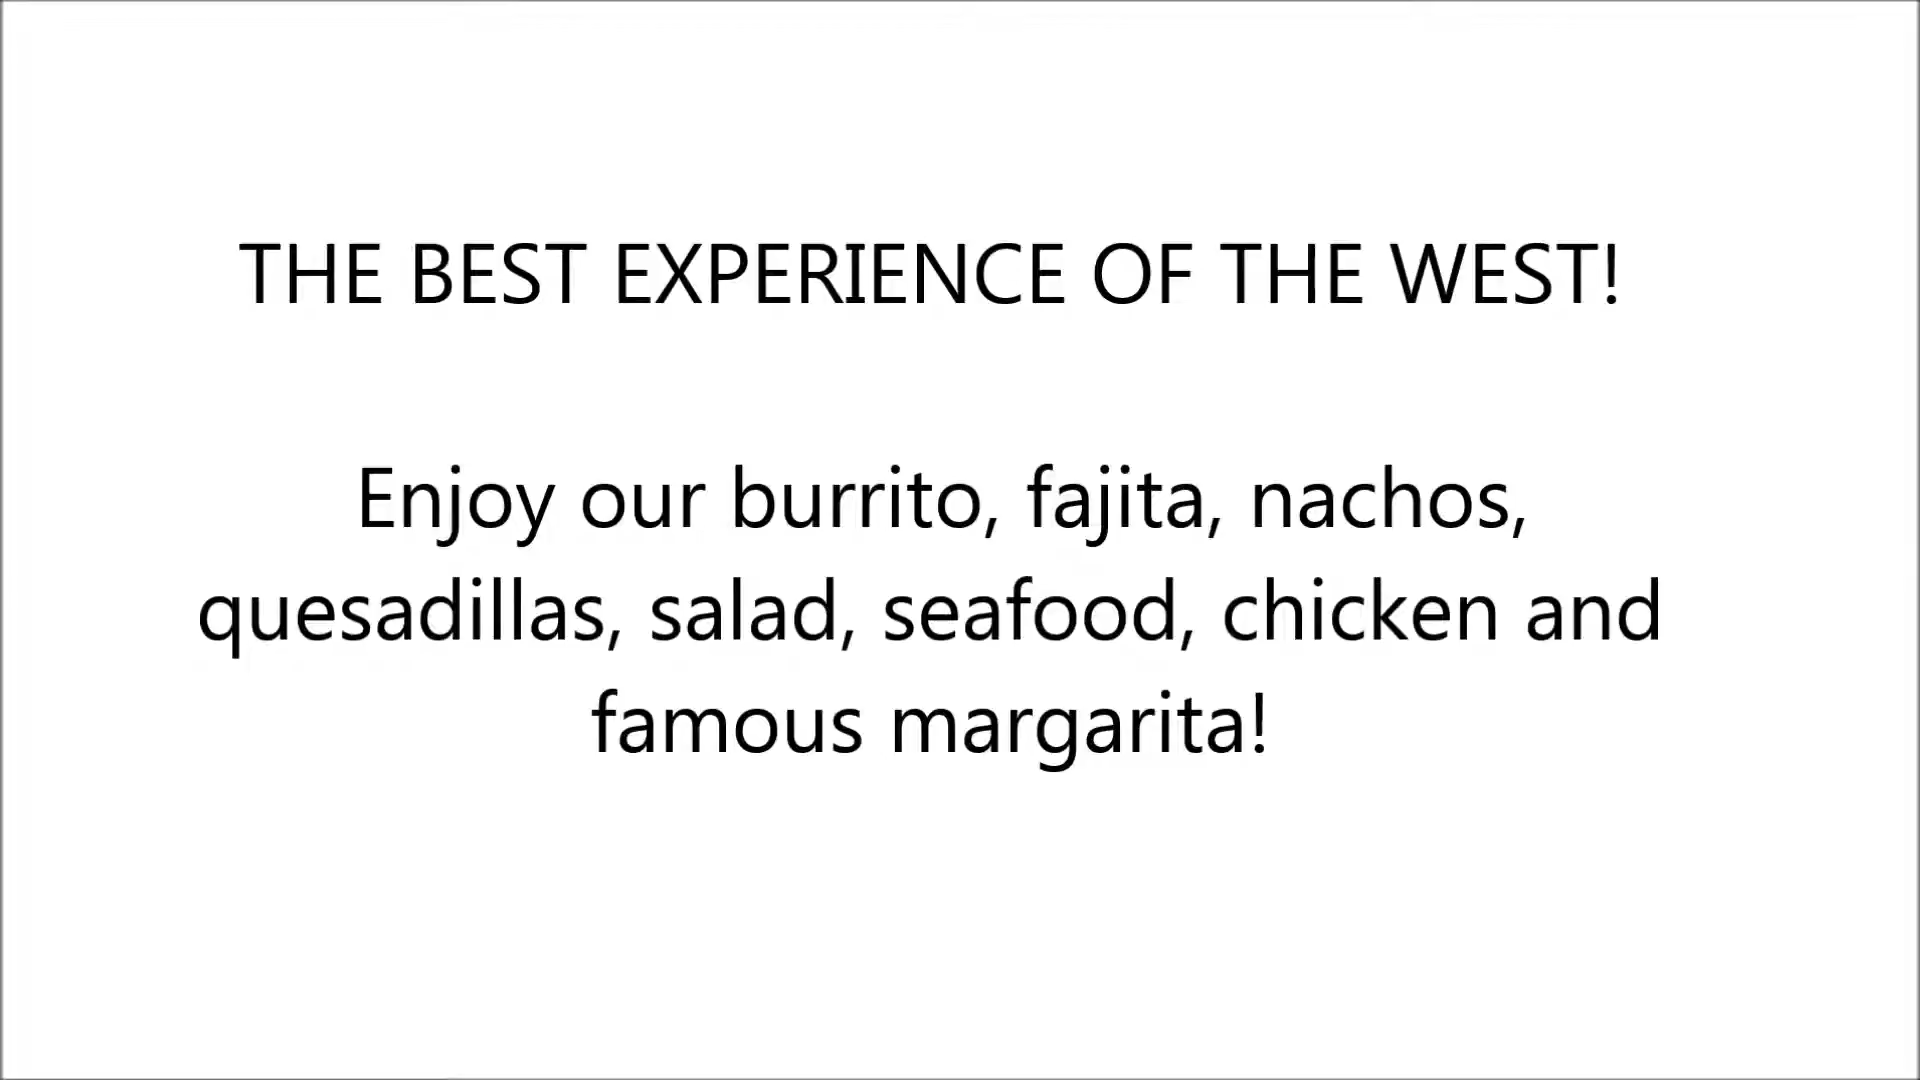 THE BEST EXPERIENCE OF THE WEST!
Enjoy our burrito, fajita, nachos,
quesadillas, salad, seafood, chicken and
famous margarita!